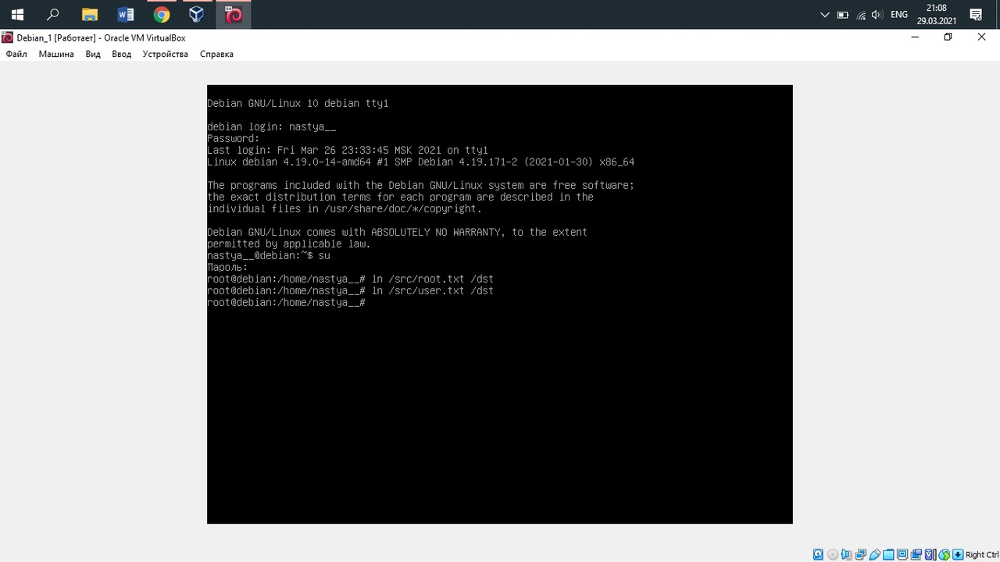 21:08
ENG
29.03.2021
Debian_1 [Работает] - Oracle VM VirtualBox
Файл Машина Вид Ввод Устройства Справка
Debian GNU/Linux 10 debian tty1
debian login: nastya__
Password:
Last login: Fri Mar 26 23:33:45 MSK 2021 on tty1
Linux debian 4.19.0-14-amd64 #1 SMP Debian 4.19.171-2 (2021-01-30) x86_64
The programs included with the Debian GNU/Linux system are free software;
the exact distribution terms for each program are described in the
individual files in /usr/share/doc/*/copyright.
Debian GNU/Linux comes with ABSOLUTELY NO WARRANTY, to the extent
permitted by applicable law.
nastya__@debian:~$ su
Пароль:
root@debian:/home/nastya__# ln /src/root.txt /dst
root@debian:/home/nastya__# ln /src/user.txt /dst
root@debian:/home/nastya__#
Right Ctrl